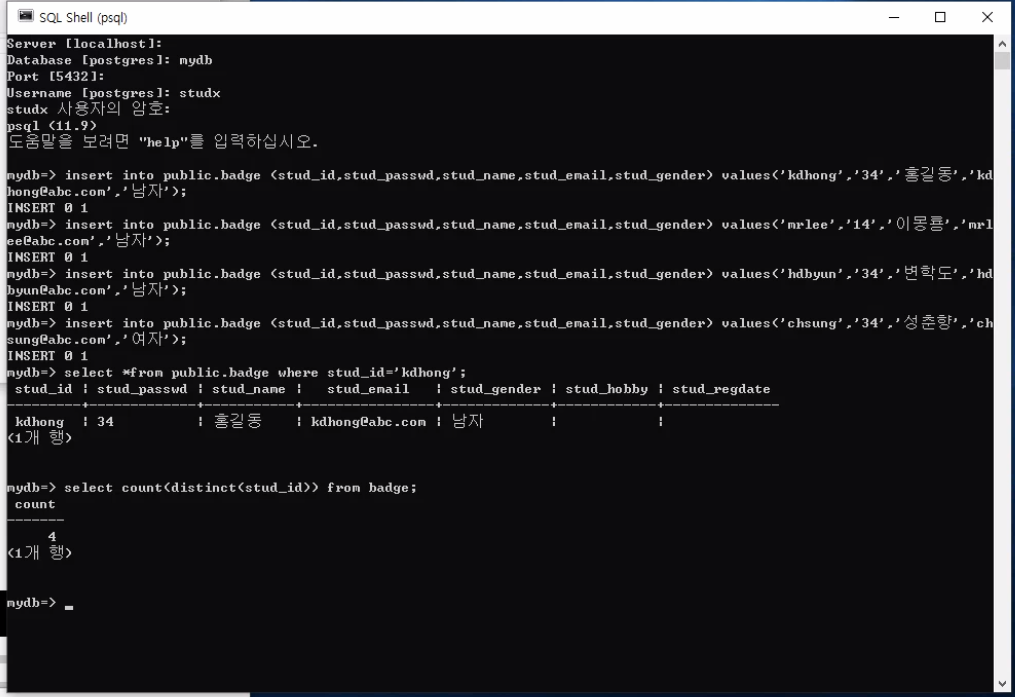 SQL Shell (psql)
Server [localhost]:
Database [postgres]: mydb
Port [5432]:
Username [postgres]: studx
studx 사용자의 암호:
psql (11.9)
도움말을 보려면 "help"를 입력하십시오.
mydb=> insert into public.badge (stud_id,stud_passwd,stud_name,stud_email,stud_gender) values('kdhong','34','홍길동','kd
hong@abc.com','남자');
INSERT 0 1
mydb=> insert into public.badge (stud_id,stud_passwd,stud_name,stud_email,stud_gender) values('mrlee','14','이몽룡','mrl
ee@abc.com','남자');
INSERT 0 1
mydb=> insert into public.badge (stud_id,stud_passwd,stud_name,stud_email,stud_gender) values('hdbyun','34','변학도','hd
byun@abc.com','남자');
INSERT 0 1
mydb=> insert into public.badge (stud_id,stud_passwd,stud_name,stud_email,stud_gender) values('chsung','34','성춘향','ch
sung@abc.com','여자');
INSERT 0 1
mydb=> select *from public.badge where stud_id='kdhong';
stud_id | stud_passwd | stud_name | stud_email | stud_gender | stud_hobby | stud_regdate
---------+-------------+-----------+----------------+-------------+------------+--------------
kdhong | 34 | 홍길동 | kdhong@abc.com | 남자 | |
(1개 행)
mydb=> select count(distinct(stud_id)) from badge;
count
-------
4
(1개 행)
mydb=> _